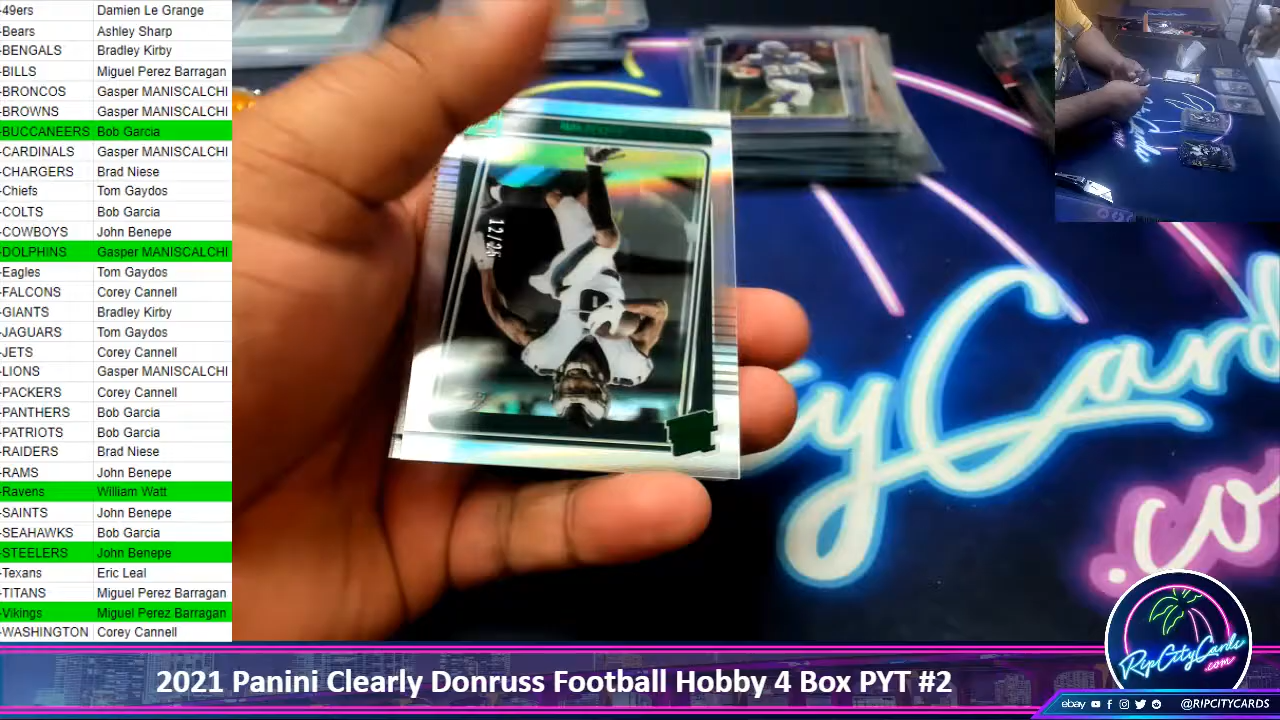 -49ers Damien Le Grange
-Bears Ashley Sharp
-BENGALS Bradley Kirby
-BILLS Miguel Perez Barragan
-BRONCOS Gasper MANISCALCHI
-BROWNS Gasper MANISCALCHI
-BUCCANEERS Bob Garcia
-CARDINALS Gasper MANISCALCHI
-CHARGERS Brad Niese
-Chiefs Tom Gaydos
-COLTS Bob Garcia
-COWBOYS John Benepe
-DOLPHINS Gasper MANISCALCHI
-Eagles Tom Gaydos
-FALCONS Corey Cannell
-GIANTS Bradley Kirby
-JAGUARS Tom Gaydos
-JETS Corey Cannell
-LIONS Gasper MANISCALCHI
-PACKERS Corey Cannell
-PANTHERS Bob Garcia
-PATRIOTS Bob Garcia
-RAIDERS Brad Niese
-RAMS John Benepe
-Ravens William Watt
-SAINTS John Benepe
-SEAHAWKS Bob Garcia
-STEELERS John Benepe
-Texans Eric Leal
-TITANS Miguel Perez Barragan
-Vikings Miguel Perez Barragan
-WASHINGTON Corey Cannell
12/25
yCard
.co
RipCityCards
.com
2021 Panini Clearly Donruss Football Hobby 4 Box PYT #2
ebay @RIPCITYCARDS